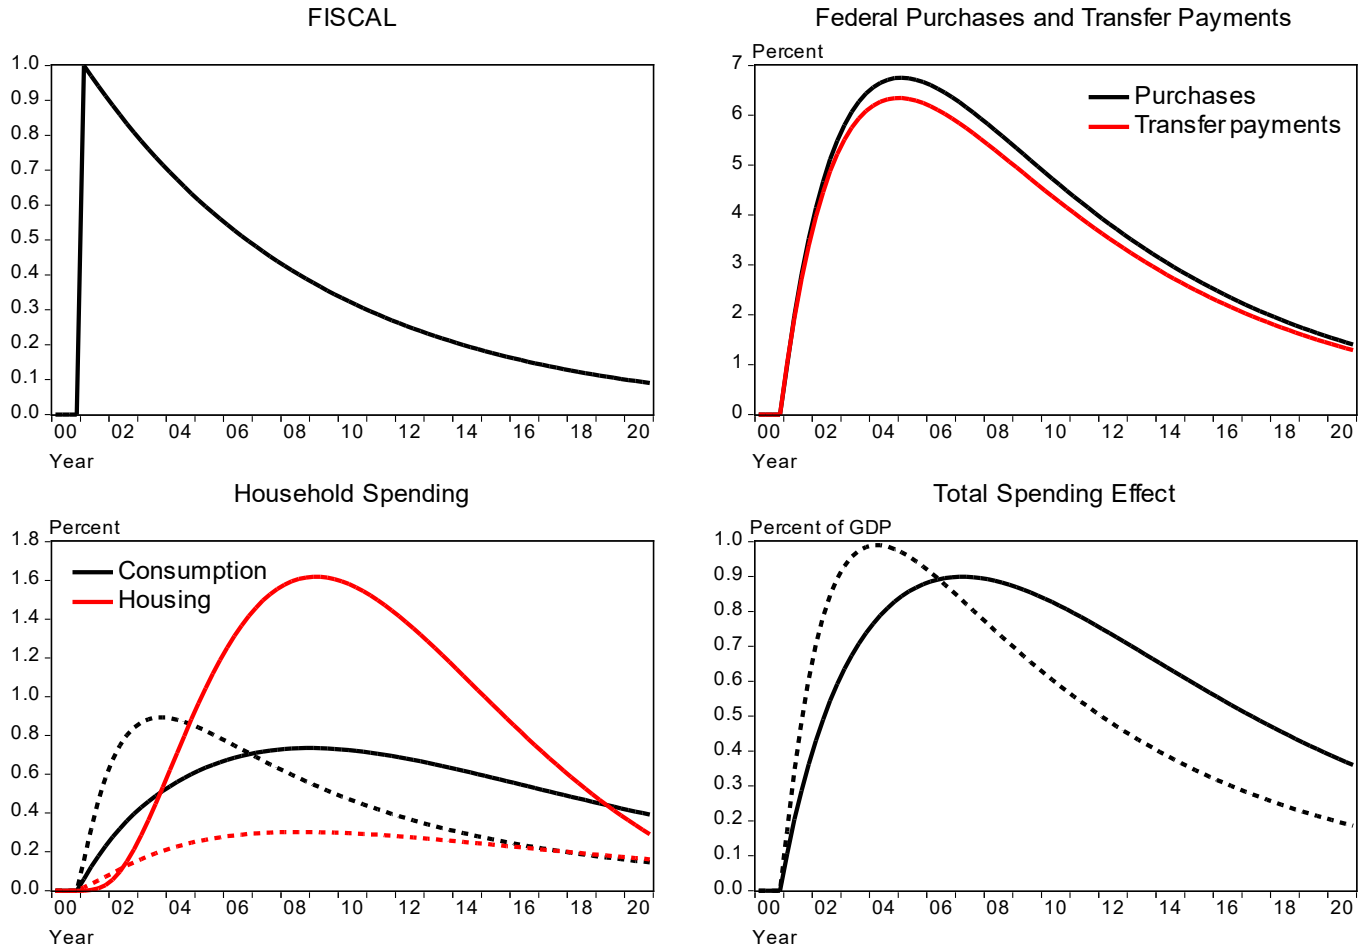 FISCAL
1.0
0.9
0.8
0.7
0.6
0.5
0.4
0.3
0.2
0.1
0.0
00 02 04 06 08 10 12 14 16 18 20
Year
Federal Purchases and Transfer Payments
Percent
7
6
5
4
3
2
1
0
Purchases
Transfer payments
00 02 04 06 08 10 12 14 16 18 20
Year
Household Spending
Percent
1.8
1.6
1.4
1.2
1.0
0.8
0.6
0.4
0.2
0.0
Consumption
Housing
00 02 04 06 08 10 12 14 16 18 20
Year
Total Spending Effect
Percent of GDP
1.0
0.9
0.8
0.7
0.6
0.5
0.4
0.3
0.2
0.1
0.0
00 02 04 06 08 10 12 14 16 18 20
Year